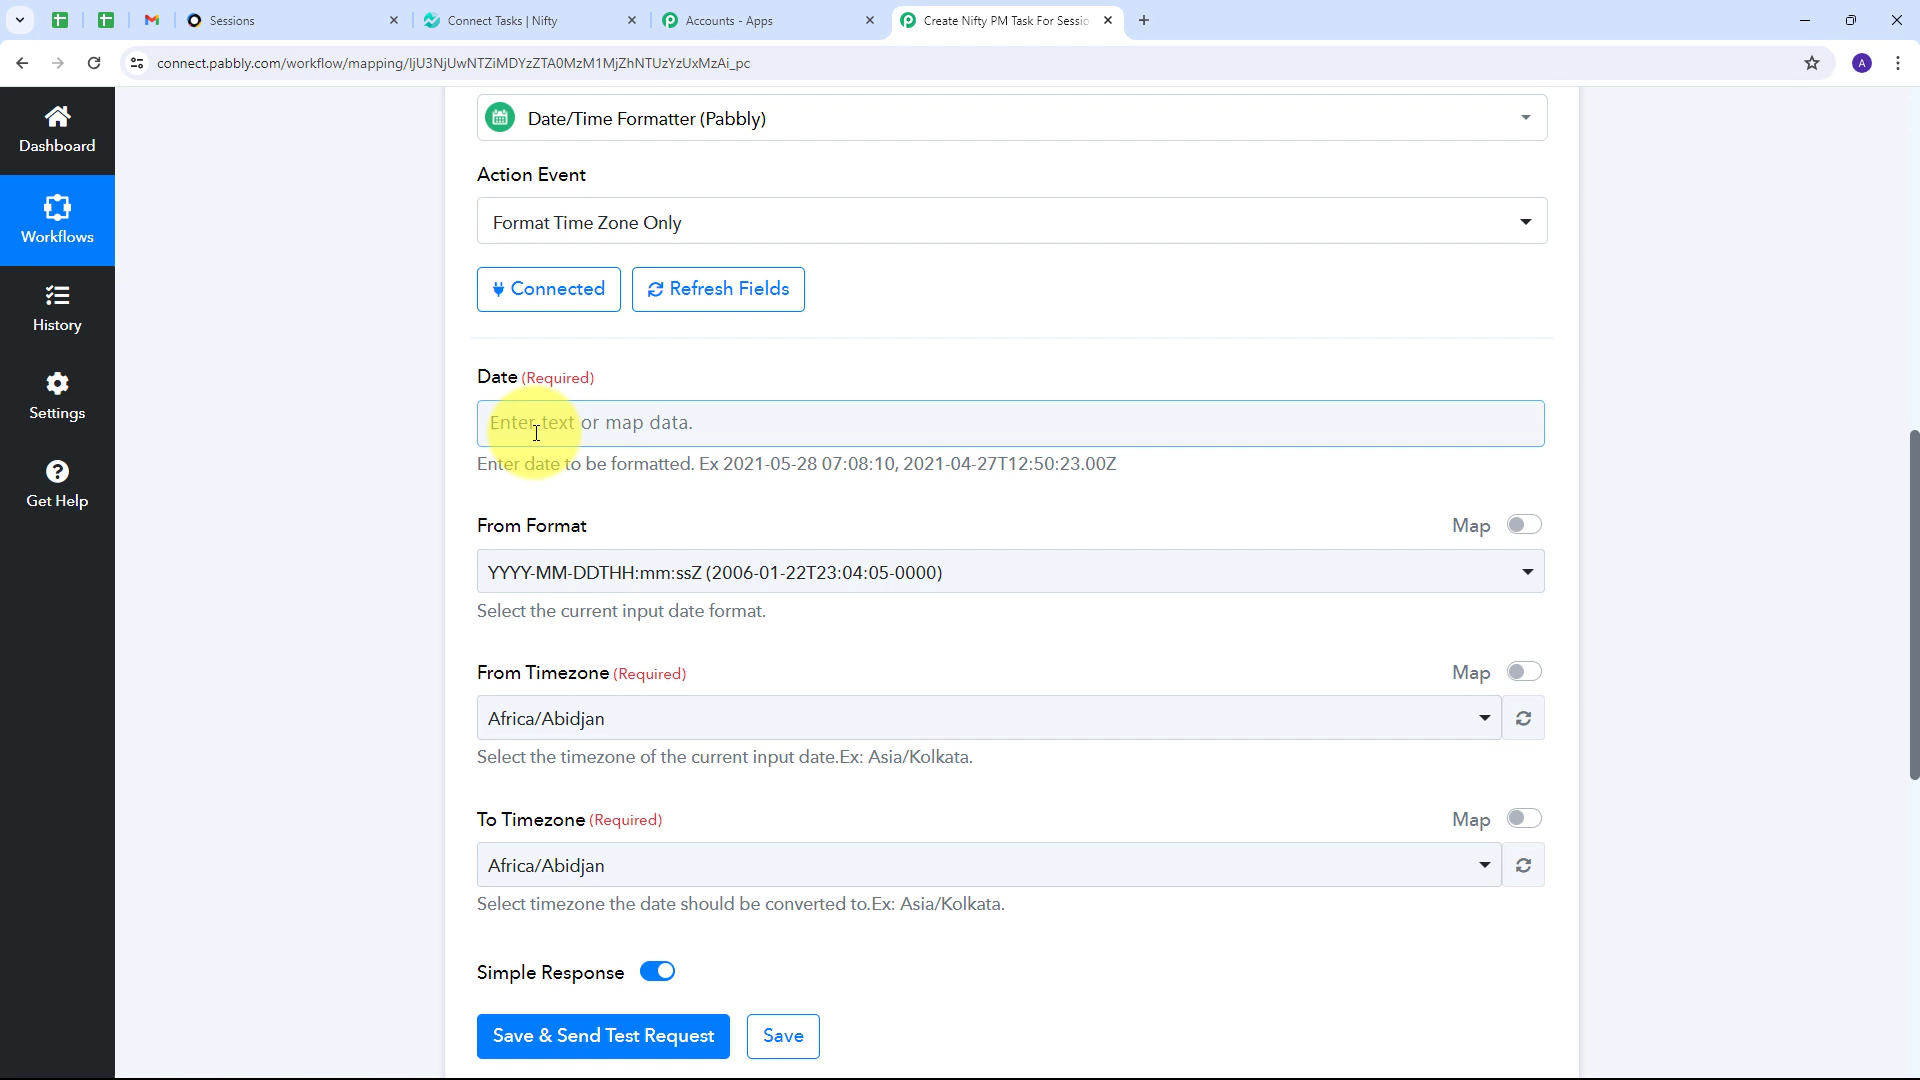 Sessions
Connect Tasks | Nifty
Accounts - Apps
Create Nifty PM Task For Sessio
connect.pabbly.com/workflow/mapping/IjU3NjUwNTZiMDYzZTA0MzM1MjZhNTUzYzUxMzAi_pc
A
Dashboard
Workflows
History
Settings
Get Help
Date/Time Formatter (Pabbly)
Action Event
Format Time Zone Only
Connected
Refresh Fields
Date (Required)
Enter text or map data.
Enter date to be formatted. Ex 2021-05-28 07:08:10, 2021-04-27T12:50:23.00Z
From Format
Map
YYYY-MM-DDTHH:mm:ssZ (2006-01-22T23:04:05-0000)
Select the current input date format.
From Timezone (Required)
Map
Africa/Abidjan
Select the timezone of the current input date.Ex: Asia/Kolkata.
To Timezone (Required)
Map
Africa/Abidjan
Select timezone the date should be converted to.Ex: Asia/Kolkata.
Simple Response
Save & Send Test Request
Save